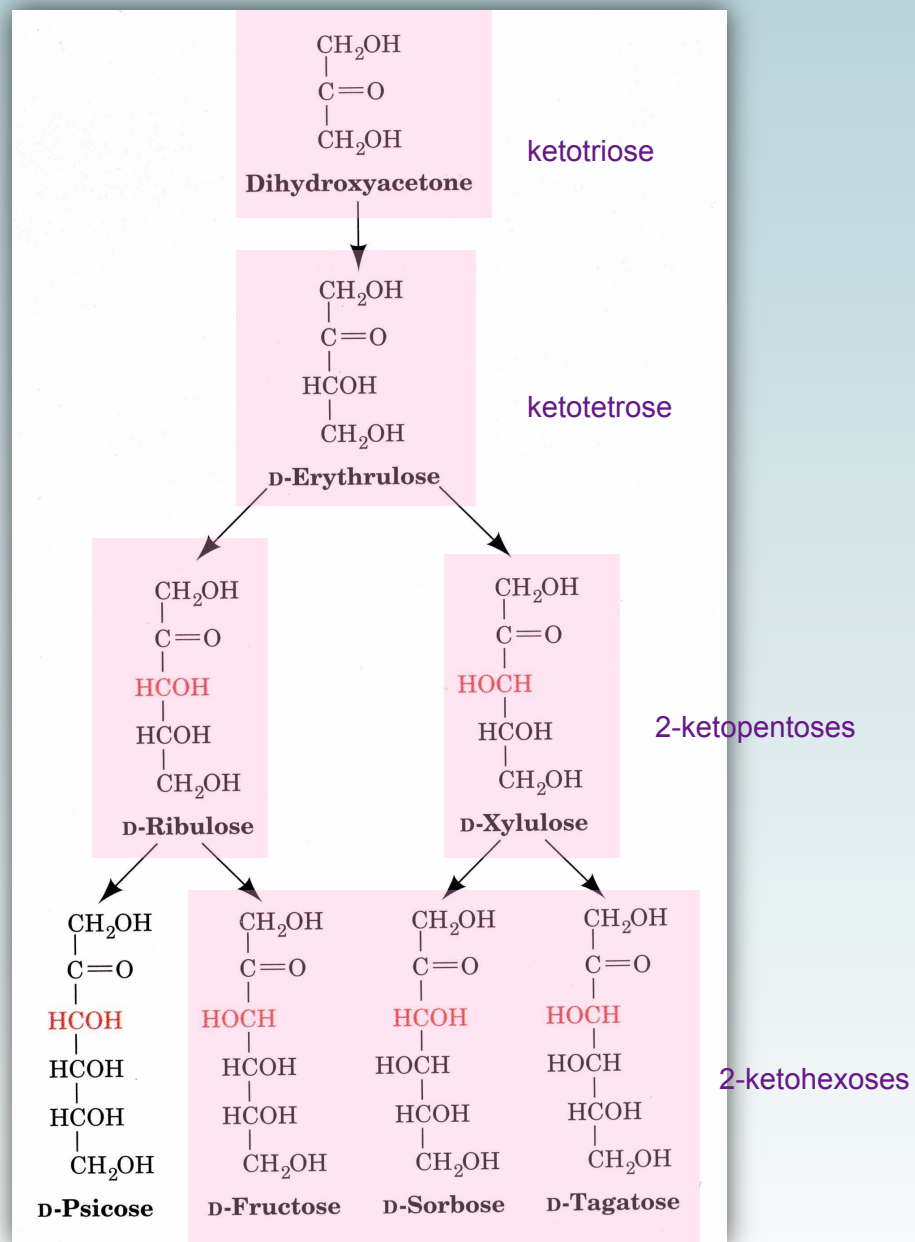 CH₂OH
C=O
CH₂OH
Dihydroxyacetone
ketotriose
CH₂OH
C=O
HCOH
CH₂OH
D-Erythrulose
ketotetrose
CH₂OH
C=O
HCOH
HCOH
CH₂OH
D-Ribulose
CH₂OH
C=O
HOCH
HCOH
CH₂OH
D-Xylulose
2-ketopentoses
CH₂OH
C=O
HCOH
HCOH
HCOH
CH₂OH
D-Psicose
CH₂OH
C=O
HOCH
HCOH
HCOH
CH₂OH
D-Fructose
CH₂OH
C=O
HCOH
HOCH
HCOH
CH₂OH
D-Sorbose
CH₂OH
C=O
HOCH
HOCH
HCOH
CH₂OH
D-Tagatose
2-ketohexoses